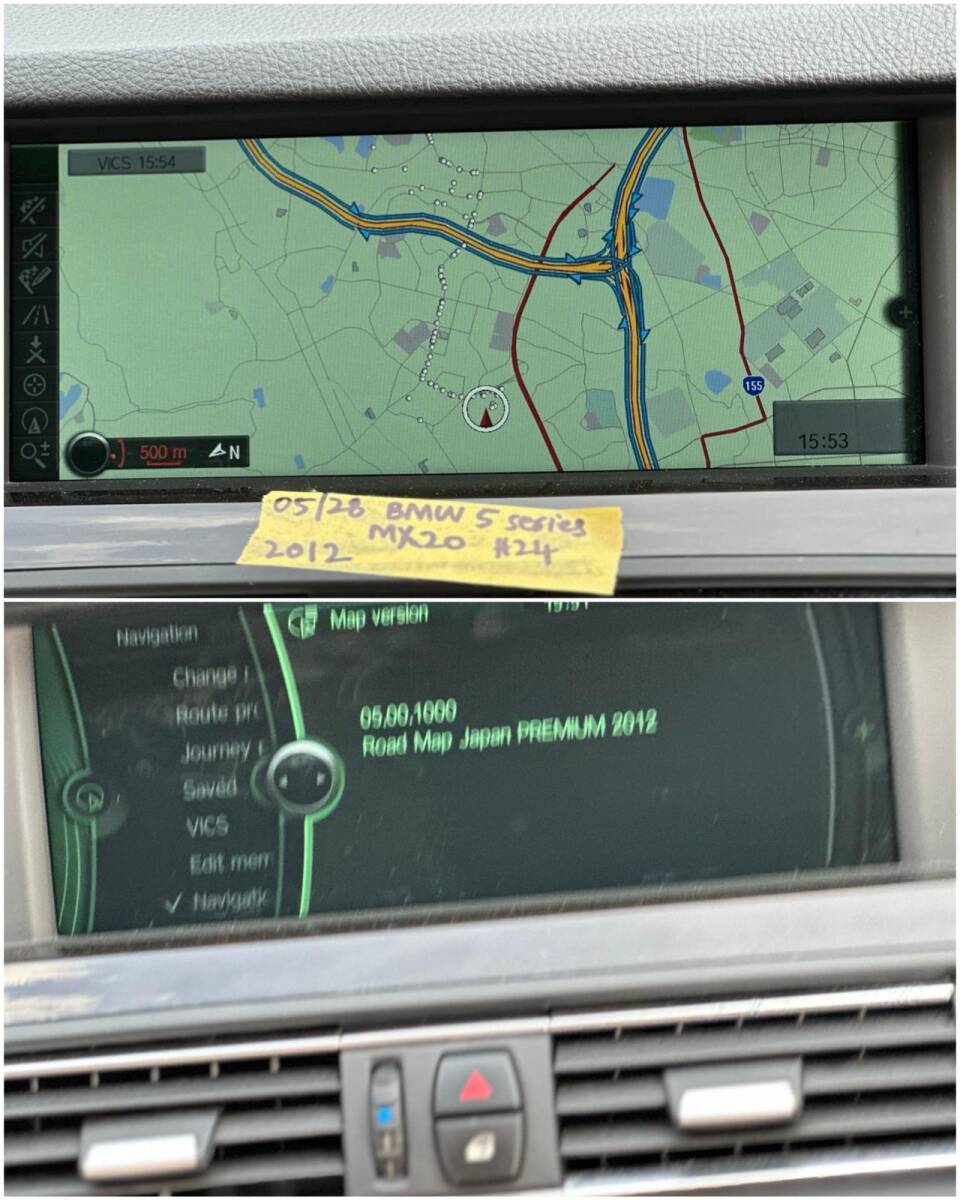 VICS 15:54
155
15:53
500 m
N
05/28 BMW 5 series
MX20 #24
2012
Map version
Navigation
Change
Route pr
Journey
Saved
VICS
Edit mem
Navigatic
05.00.1000
Road Map Japan PREMIUM 2012